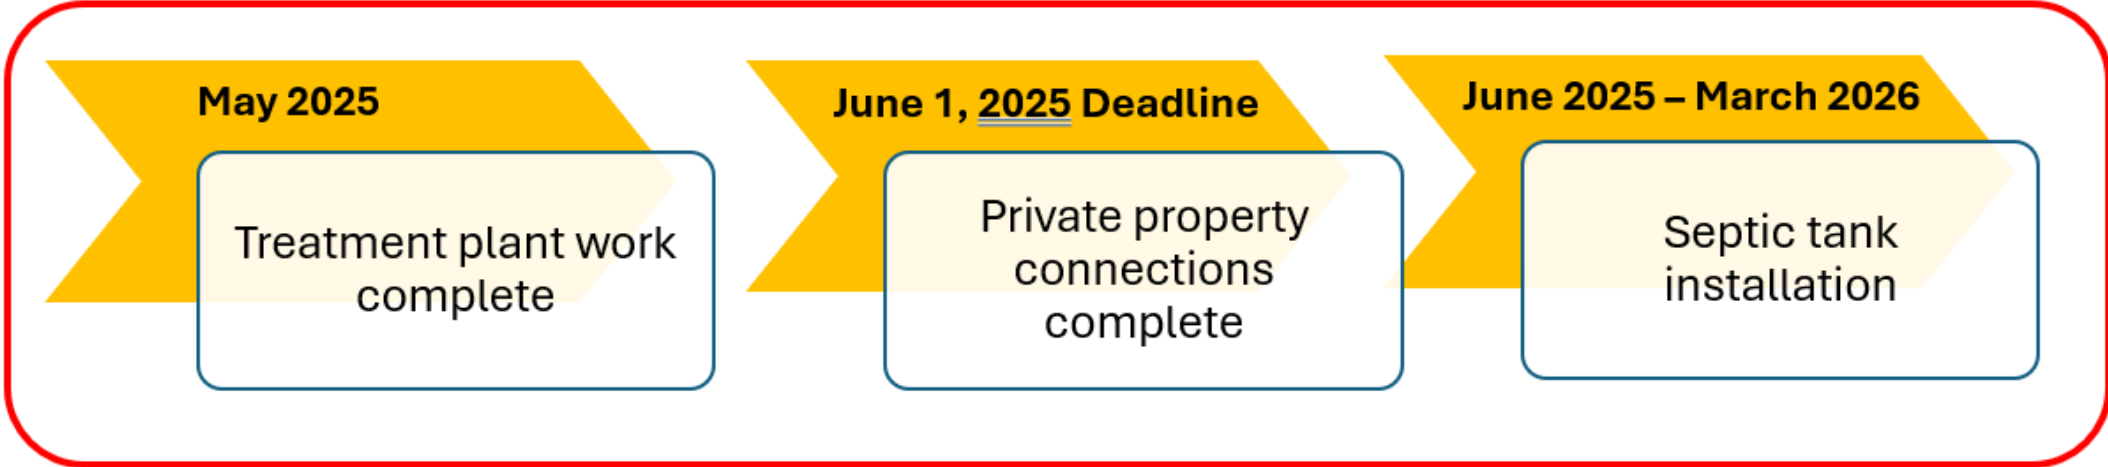 May 2025
Treatment plant work
complete
June 1, 2025 Deadline
Private property
connections
complete
June 2025 – March 2026
Septic tank
installation